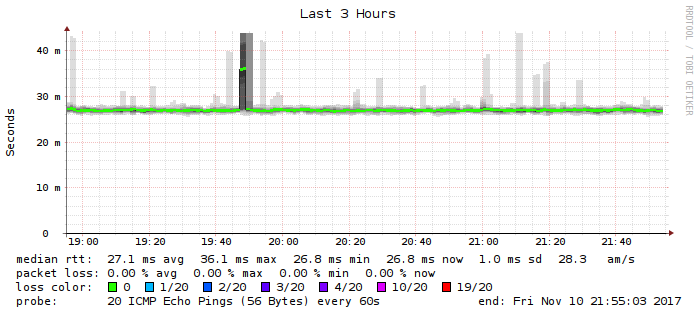 Last 3 Hours
RRDTOOL / TOBI OETIKER
Seconds
40 m
30 m
20 m
10 m
0
19:00 19:20 19:40 20:00 20:20 20:40 21:00 21:20 21:40
median rtt: 27.1 ms avg 36.1 ms max 26.8 ms min 26.8 ms now 1.0 ms sd 28.3 am/s
packet loss: 0.00 % avg 0.00 % max 0.00 % min 0.00 % now
loss color: 0 1/20 2/20 3/20 4/20 10/20 19/20
probe: 20 ICMP Echo Pings (56 Bytes) every 60s end: Fri Nov 10 21:55:03 2017